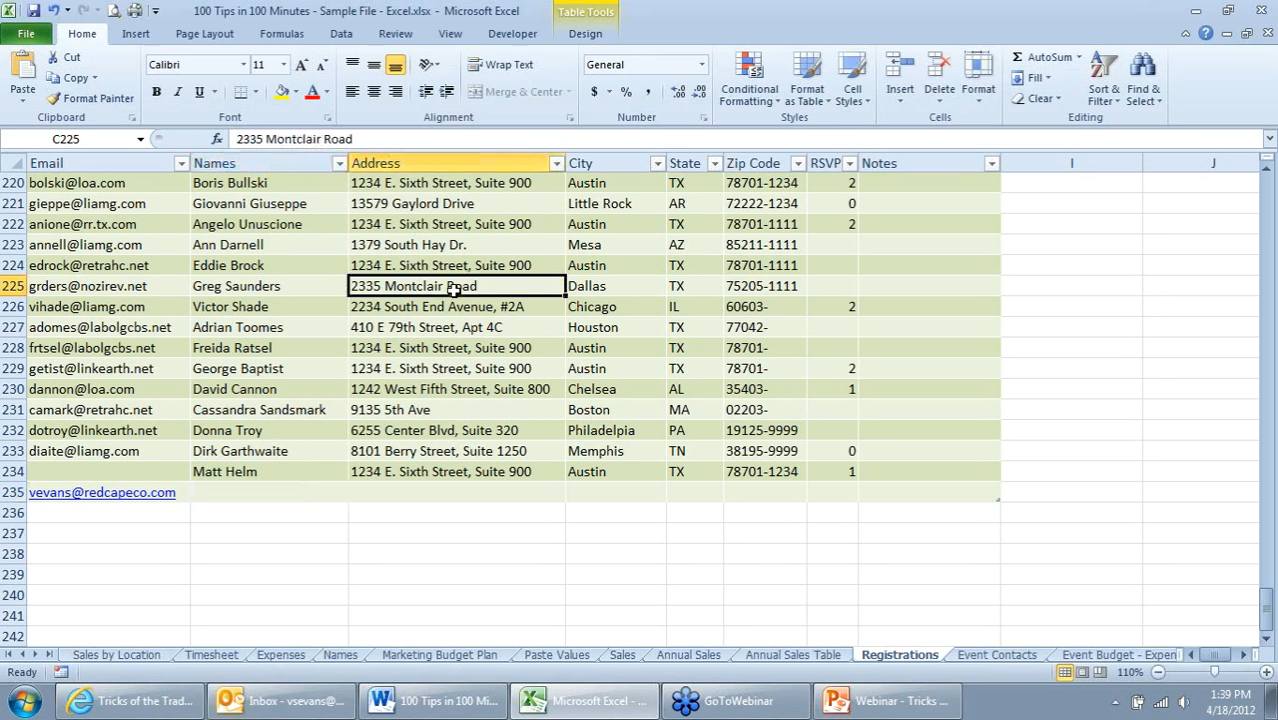 100 Tips in 100 Minutes - Sample File - Excel.xlsx - Microsoft Excel
Table Tools
File Home Insert Page Layout Formulas Data Review View Developer Design
Cut
Copy
Format Painter
Paste
Clipboard
Calibri 11
B I U
Font
Wrap Text
Merge & Center
Alignment
General
$ % ,
Number
Conditional Formatting
Format as Table
Cell Styles
Styles
Insert Delete Format
Cells
AutoSum
Fill
Clear
Sort & Filter
Find & Select
Editing
C225 fx 2335 Montclair Road
Email Names Address City State Zip Code RSVP Notes I J
220 bolski@loa.com Boris Bullski 1234 E. Sixth Street, Suite 900 Austin TX 78701-1234 2
221 gieppe@liamg.com Giovanni Giuseppe 13579 Gaylord Drive Little Rock AR 72222-1234 0
222 anione@rr.tx.com Angelo Unuscione 1234 E. Sixth Street, Suite 900 Austin TX 78701-1111 2
223 annell@liamg.com Ann Darnell 1379 South Hay Dr. Mesa AZ 85211-1111
224 edrock@retrahc.net Eddie Brock 1234 E. Sixth Street, Suite 900 Austin TX 78701-1111
225 grders@nozirev.net Greg Saunders 2335 Montclair Road Dallas TX 75205-1111
226 vihade@liamg.com Victor Shade 2234 South End Avenue, #2A Chicago IL 60603- 2
227 adomes@labolgcbs.net Adrian Toomes 410 E 79th Street, Apt 4C Houston TX 77042-
228 frtsel@labolgcbs.net Freida Ratsel 1234 E. Sixth Street, Suite 900 Austin TX 78701-
229 getist@linkearth.net George Baptist 1234 E. Sixth Street, Suite 900 Austin TX 78701- 2
230 dannon@loa.com David Cannon 1242 West Fifth Street, Suite 800 Chelsea AL 35403- 1
231 camark@retrahc.net Cassandra Sandsmark 9135 5th Ave Boston MA 02203-
232 dotroy@linkearth.net Donna Troy 6255 Center Blvd, Suite 320 Philadelpia PA 19125-9999
233 diaite@liamg.com Dirk Garthwaite 8101 Berry Street, Suite 1250 Memphis TN 38195-9999 0
234 Matt Helm 1234 E. Sixth Street, Suite 900 Austin TX 78701-1234 1
235 vevans@redcapeco.com
236
237
238
239
240
241
242
Sales by Location Timesheet Expenses Names Marketing Budget Plan Paste Values Sales Annual Sales Annual Sales Table Registrations Event Contacts Event Budget - Expen
Ready 110%
Tricks of the Trad... Inbox - vsevans@... 100 Tips in 100 Mi... Microsoft Excel - ... GoToWebinar Webinar - Tricks ... 1:39 PM
4/18/2012